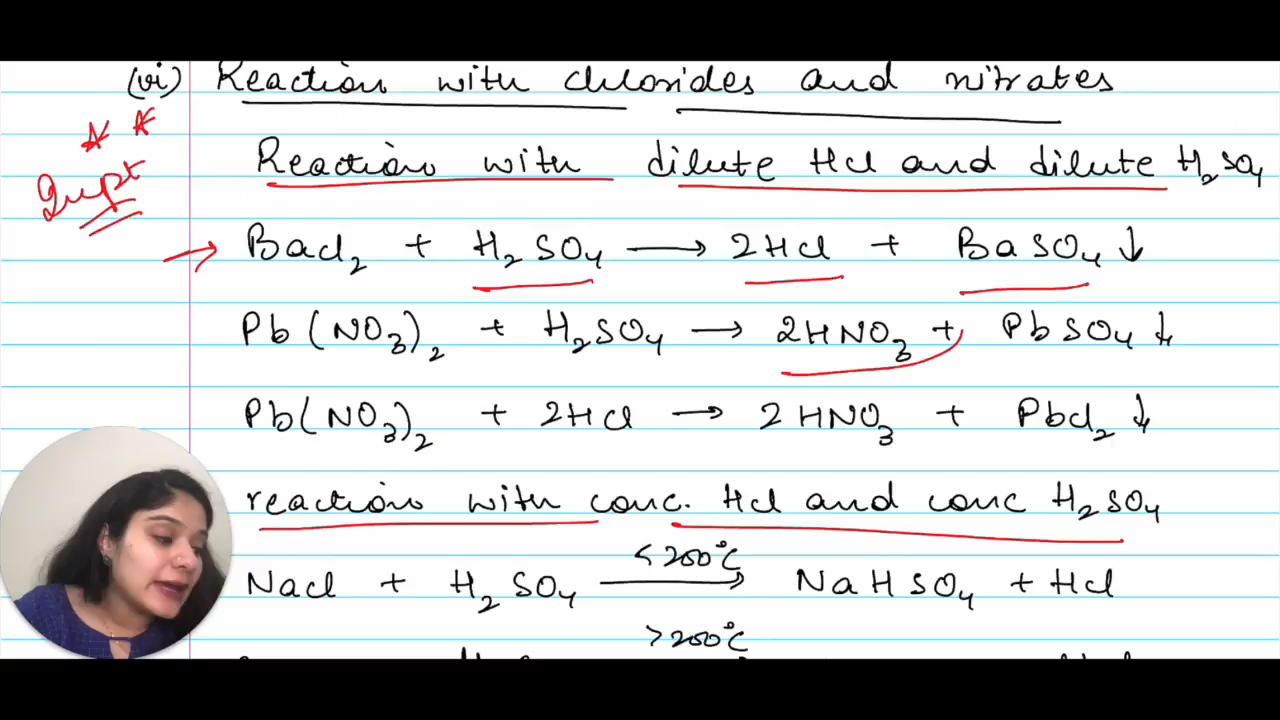 (vi) Reaction with chlorides and nitrates
Reaction with dilute HCl and dilute H₂SO₄
Impt
BaCl₂ + H₂SO₄ → 2HCl + BaSO₄ ↓
Pb(NO₃)₂ + H₂SO₄ → 2HNO₃ + PbSO₄ ↓
Pb(NO₃)₂ + 2HCl → 2HNO₃ + PbCl₂ ↓
reaction with conc. HCl and conc H₂SO₄
<200°C
NaCl + H₂SO₄ → NaHSO₄ + HCl
>200°C